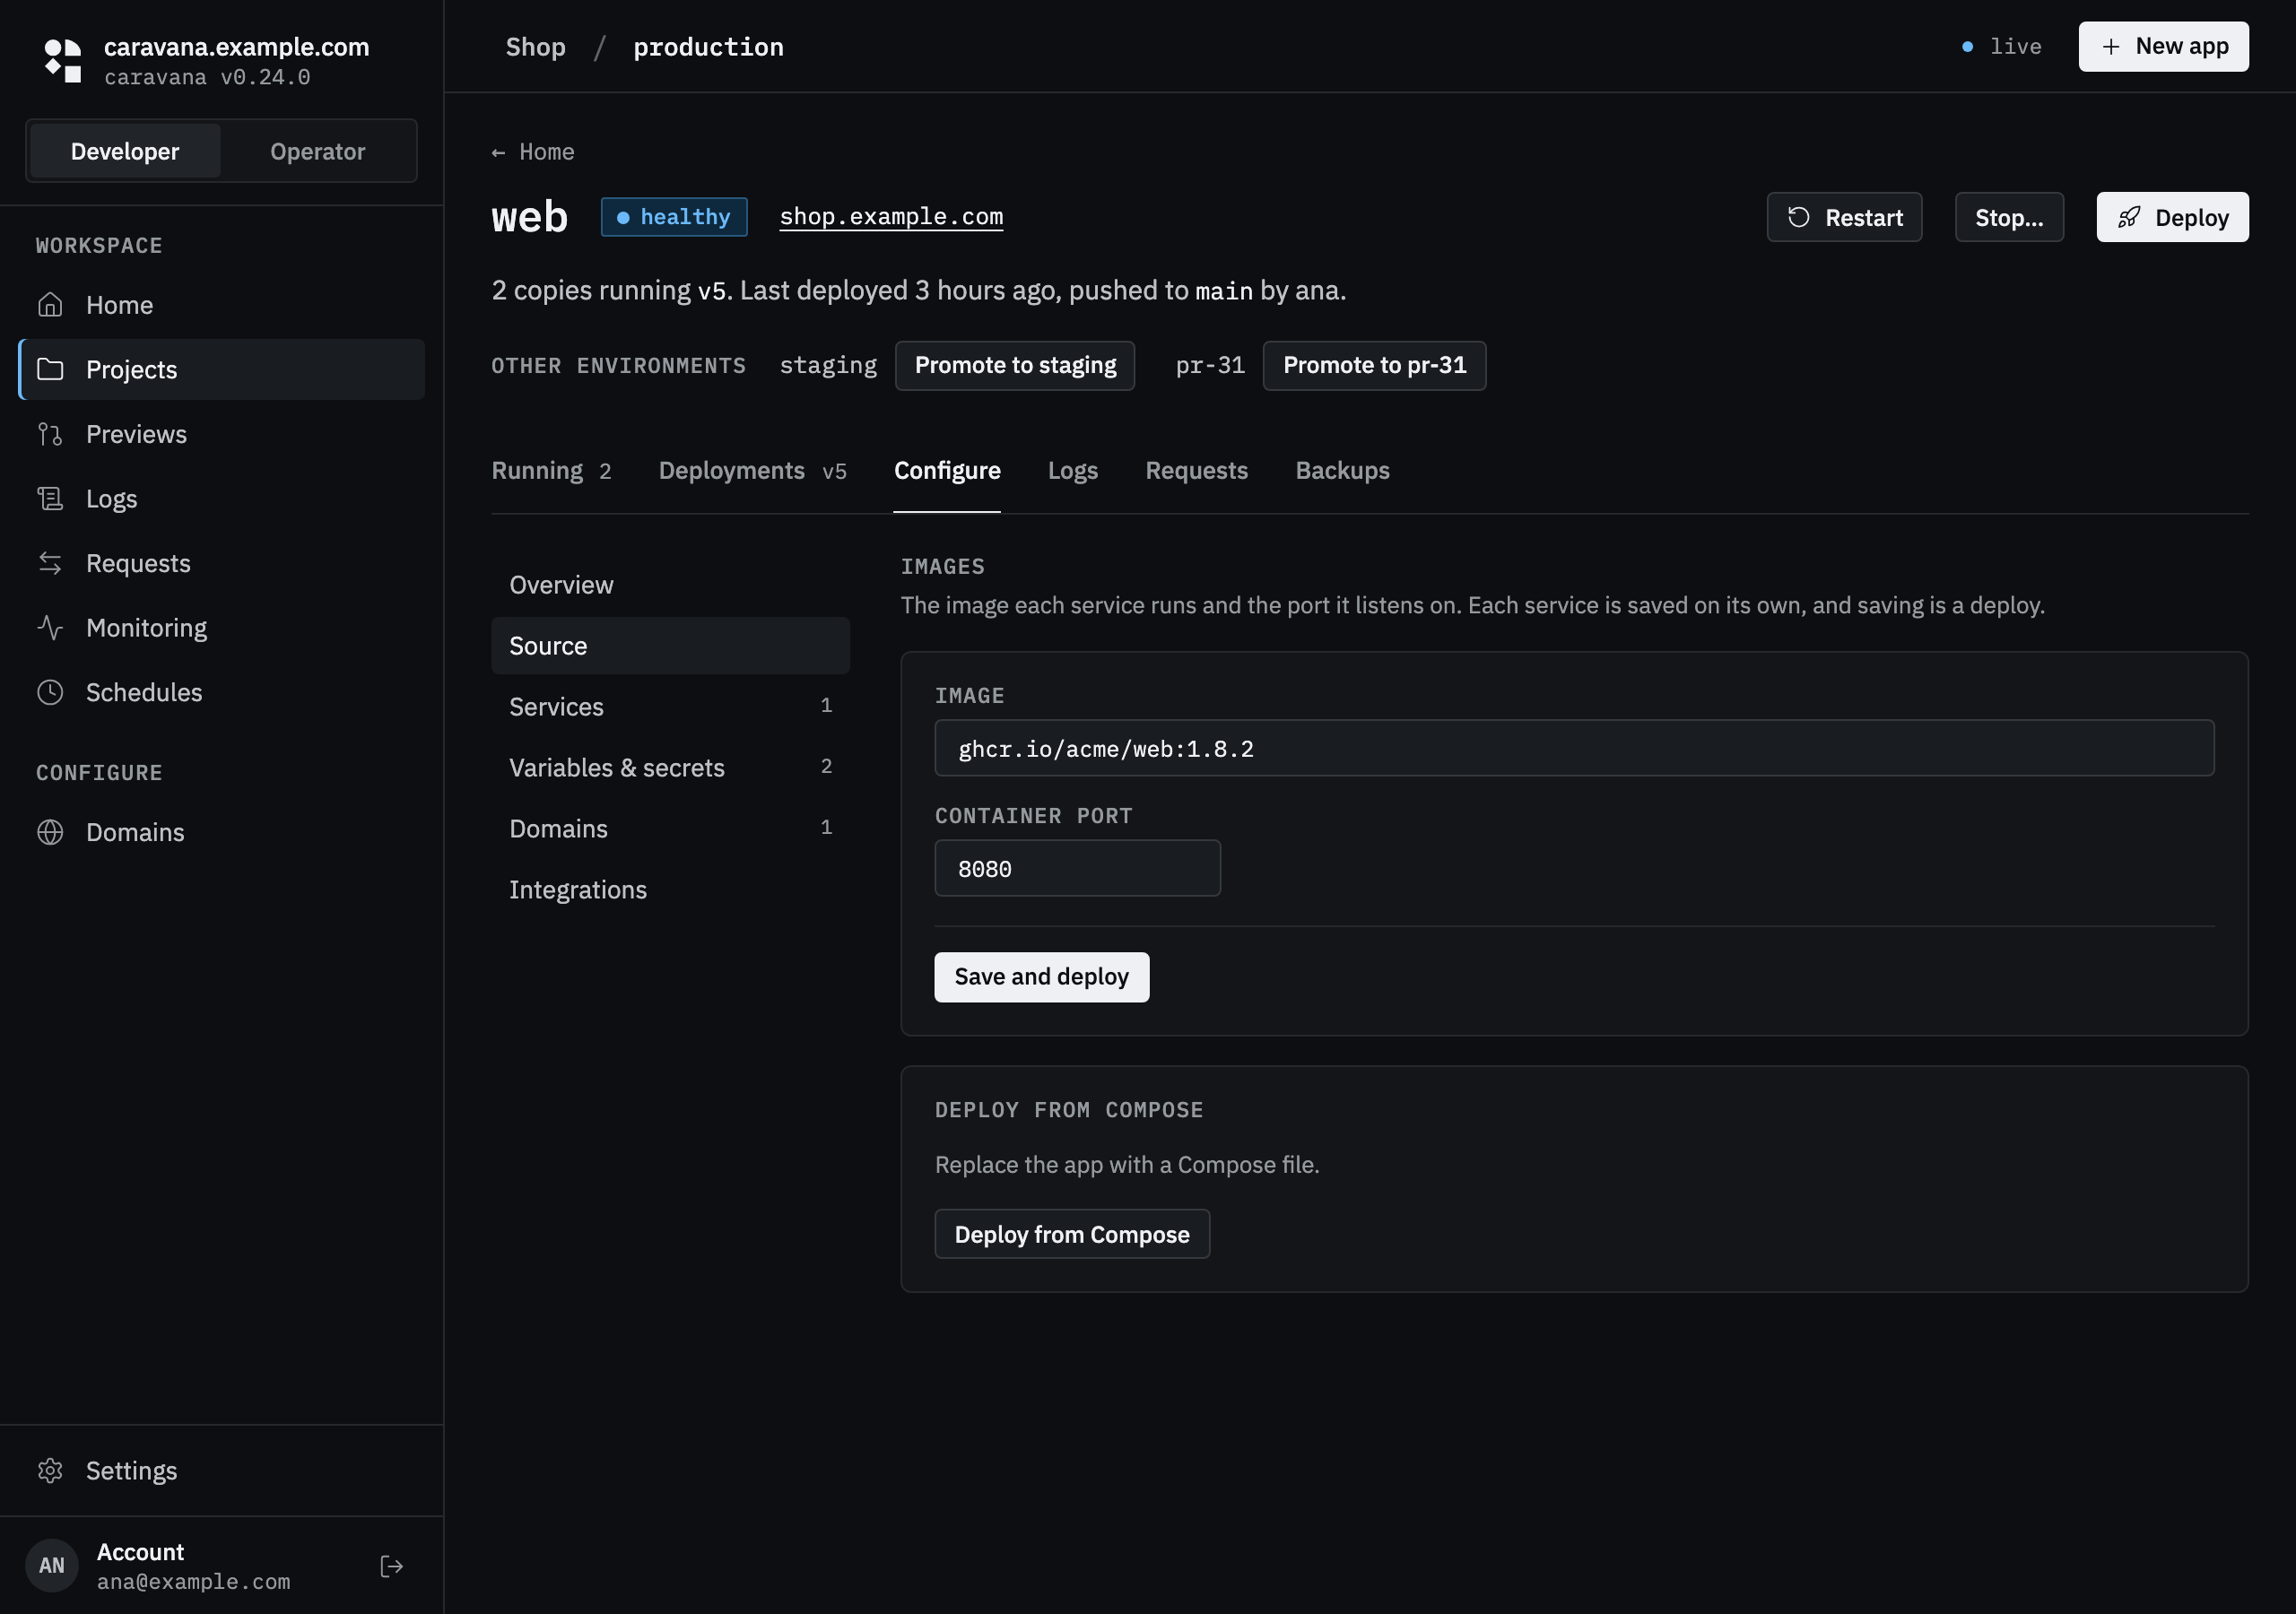 caravana.example.com
caravana v0.24.0
Developer
Operator
WORKSPACE
Home
Projects
Previews
Logs
Requests
Monitoring
Schedules
CONFIGURE
Domains
Settings
AN
Account
ana@example.com
Shop / production
live
+ New app
← Home
web
healthy
shop.example.com
Restart
Stop...
Deploy
2 copies running v5. Last deployed 3 hours ago, pushed to main by ana.
OTHER ENVIRONMENTS staging Promote to staging pr-31 Promote to pr-31
Running 2 Deployments v5 Configure Logs Requests Backups
Overview
Source
Services 1
Variables & secrets 2
Domains 1
Integrations
IMAGES
The image each service runs and the port it listens on. Each service is saved on its own, and saving is a deploy.
IMAGE
ghcr.io/acme/web:1.8.2
CONTAINER PORT
8080
Save and deploy
DEPLOY FROM COMPOSE
Replace the app with a Compose file.
Deploy from Compose